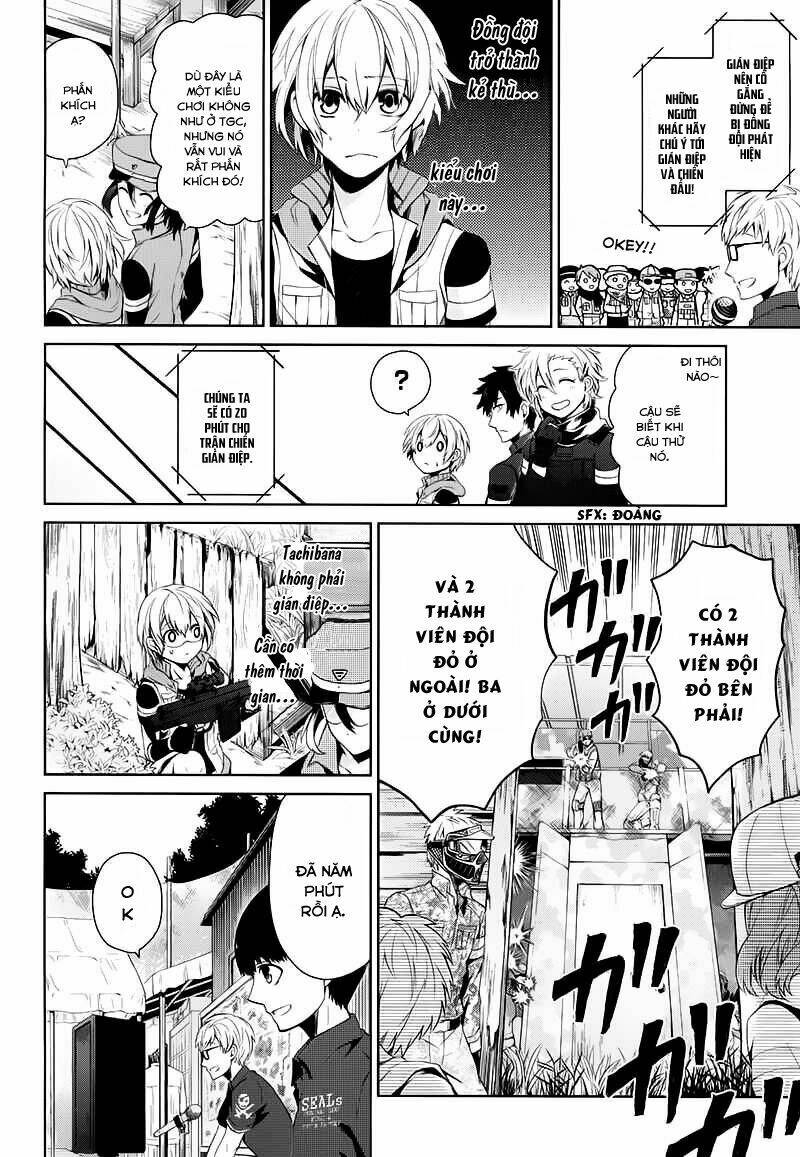 GIÁN ĐIỆP
NÊN CỐ
GẮNG
ĐỪNG ĐỂ
BỊ ĐỒNG
ĐỘI PHÁT
HIỆN
NHỮNG
NGƯỜI
KHÁC HÃY
CHÚ Ý TỚI
GIÁN ĐIỆP
VÀ CHIẾN
ĐẤU!
OKEY!!
Đồng đội
trở thành
kẻ thù...
kiểu chơi
này...
DÙ ĐÂY LÀ
MỘT KIỂU
CHƠI KHÔNG
NHƯ Ở TGC,
NHƯNG NÓ
VẪN VUI VÀ
RẤT PHẤN
KHÍCH ĐÓ!
PHẤN
KHÍCH
Ạ?
ĐI THÔI
NÀO~
CẬU SẼ
BIẾT KHI
CẬU THỬ
NÓ.
?
CHÚNG TA
SẼ CÓ 20
PHÚT CHO
TRẬN CHIẾN
GIÁN ĐIỆP.
SFX: ĐOÀNG
CÓ 2
THÀNH
VIÊN ĐỘI
ĐỎ BÊN
PHẢI!
VÀ 2
THÀNH
VIÊN ĐỘI
ĐỎ Ở
NGOÀI! BA
Ở DƯỚI
CÙNG!
ガガガ
ガガガ
Tachibana
không phải
gián điệp...
Cần có
thêm thời
gian...
ĐÃ NĂM
PHÚT
RỒI Ạ.
O
K
SEALs